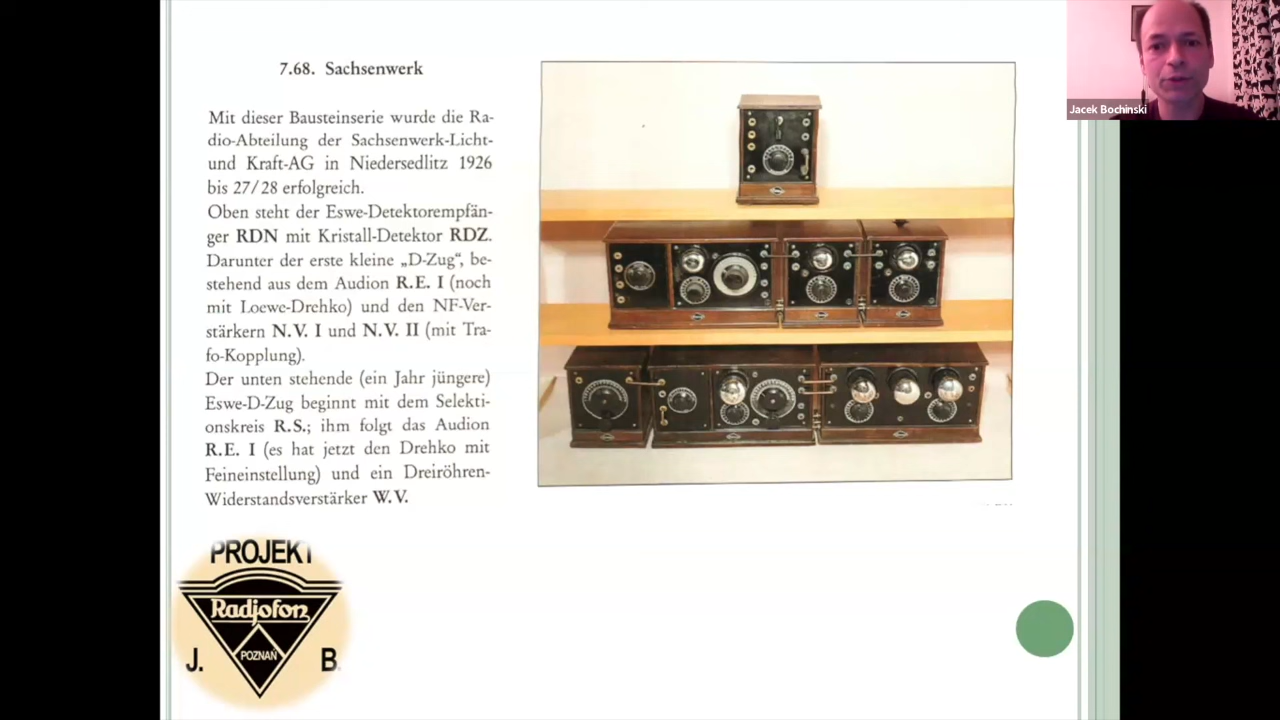 7.68. Sachsenwerk
Mit dieser Bausteinserie wurde die Ra-
dio-Abteilung der Sachsenwerk-Licht-
und Kraft-AG in Niedersedlitz 1926
bis 27/28 erfolgreich.
Oben steht der Eswe-Detektorempfän-
ger RDN mit Kristall-Detektor RDZ.
Darunter der erste kleine „D-Zug“, be-
stehend aus dem Audion R.E. I (noch
mit Loewe-Drehko) und den NF-Ver-
stärkern N.V. I und N.V. II (mit Tra-
fo-Kopplung).
Der unten stehende (ein Jahr jüngere)
Eswe-D-Zug beginnt mit dem Selekti-
onskreis R.S.; ihm folgt das Audion
R.E. I (es hat jetzt den Drehko mit
Feineinstellung) und ein Dreiröhren-
Widerstandsverstärker W.V.
Jacek Bochinski
PROJEKT
Radjofon
POZNAŃ
J. B.